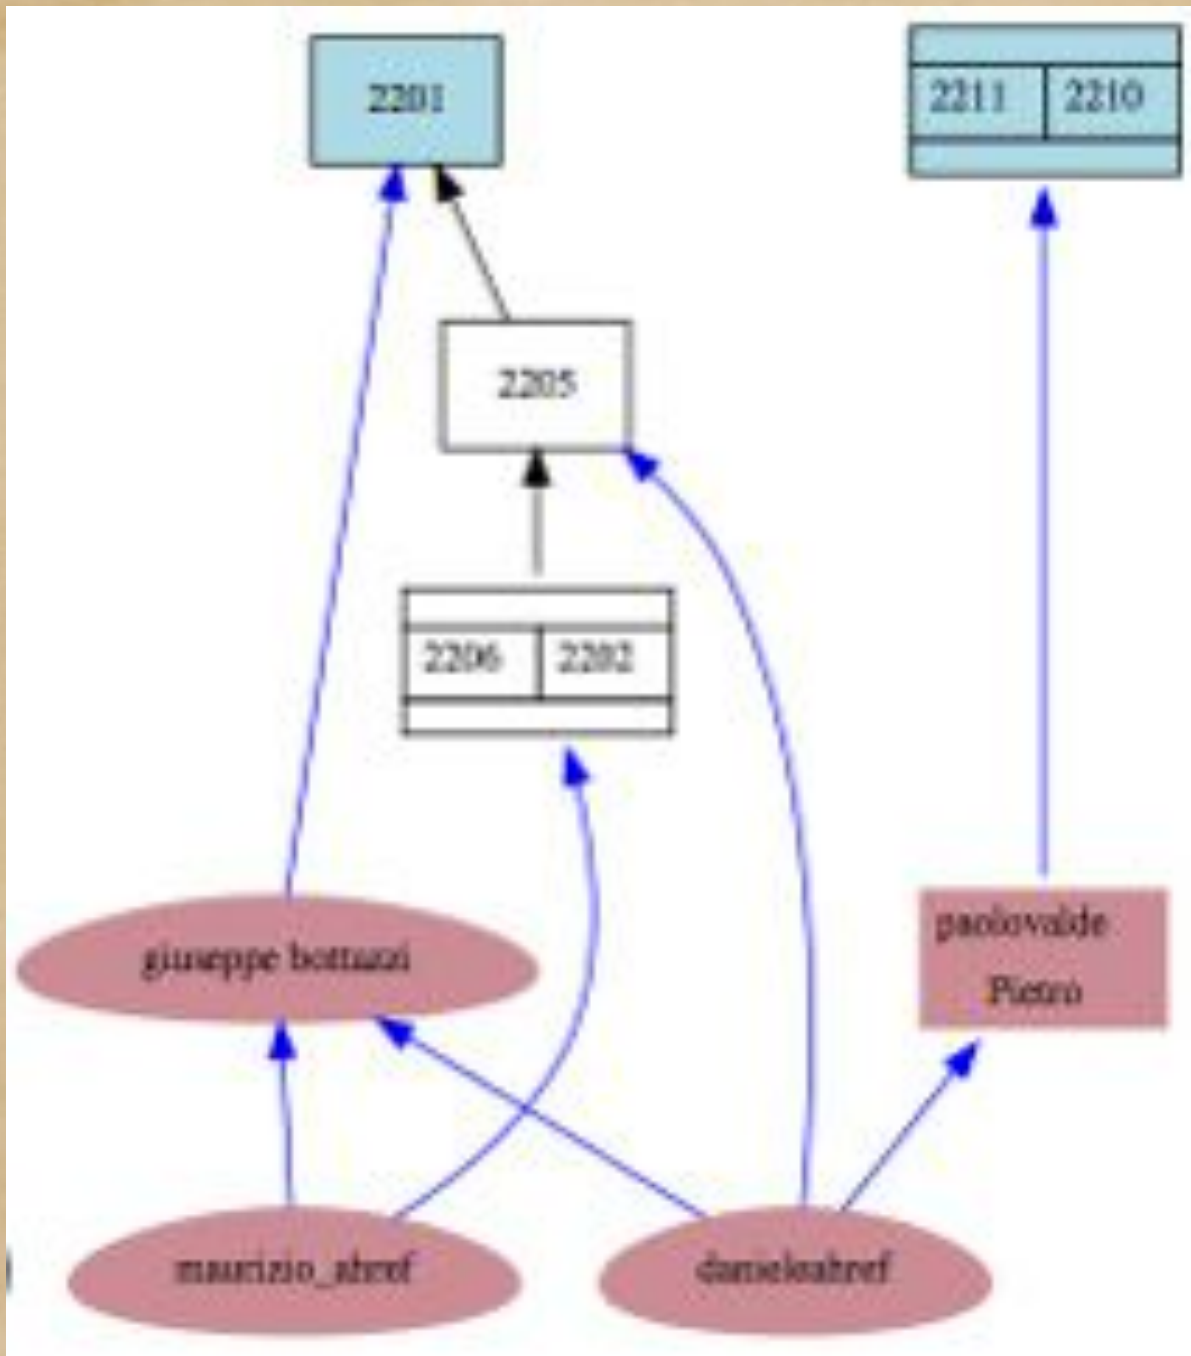 2201
2211
2210
2205
2206
2202
giuseppe bottazzi
paolovalde
Pietro
maurizio_ahref
danieleahref